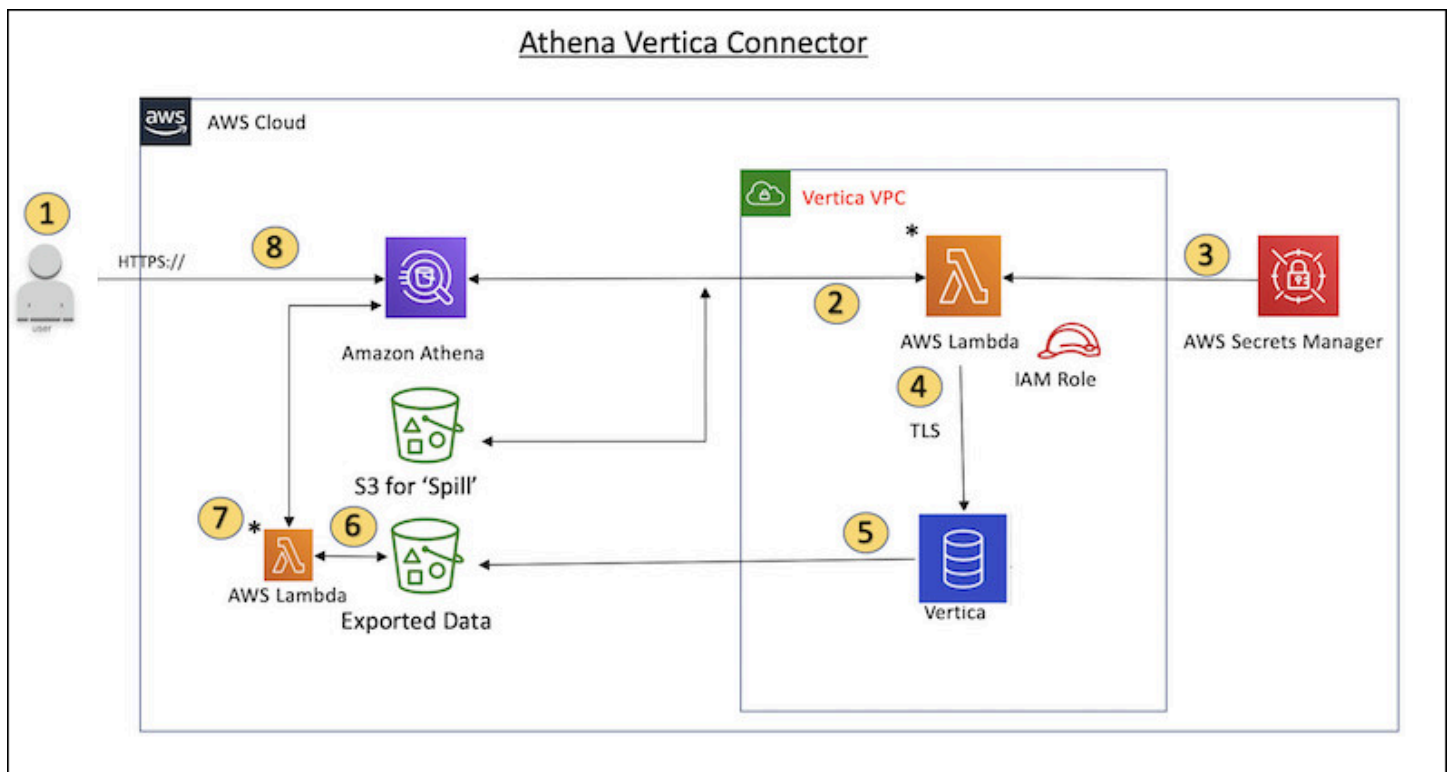 Athena Vertica Connector
aws
AWS Cloud
1
Vertica VPC
HTTPS://
8
*
3
2
user
Amazon Athena
AWS Lambda
AWS Secrets Manager
IAM Role
4
TLS
S3 for ‘Spill’
7
*
6
5
AWS Lambda
Exported Data
Vertica